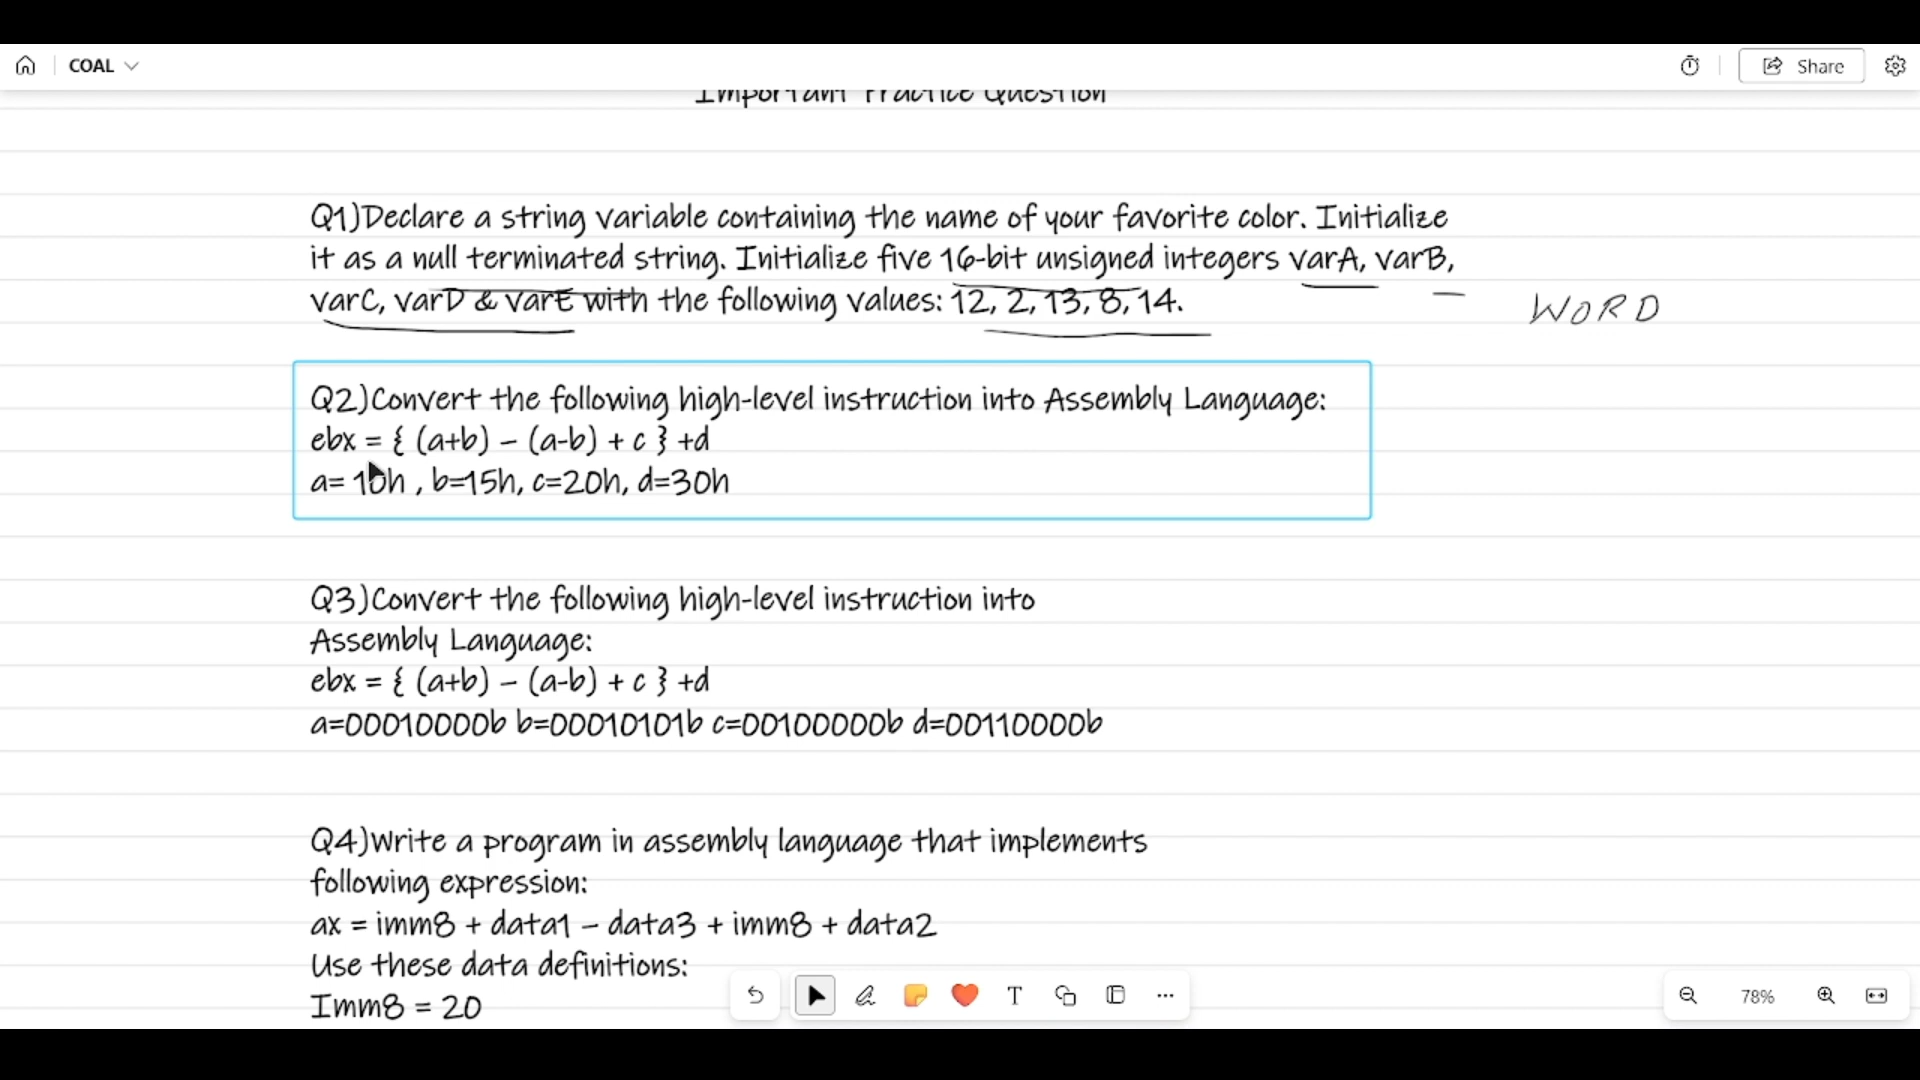 COAL
Share
Important Practice Question
Q1)Declare a string variable containing the name of your favorite color. Initialize
it as a null terminated string. Initialize five 16-bit unsigned integers varA, varB,
varC, varD & varE with the following values: 12, 2, 13, 8, 14.
WORD
Q2)Convert the following high-level instruction into Assembly Language:
ebx = { (a+b) – (a-b) + c } +d
a= 10h , b=15h, c=20h, d=30h
Q3)Convert the following high-level instruction into
Assembly Language:
ebx = { (a+b) – (a-b) + c } +d
a=00010000b b=00010101b c=00100000b d=00110000b
Q4)Write a program in assembly language that implements
following expression:
ax = imm8 + data1 – data3 + imm8 + data2
Use these data definitions:
Imm8 = 20
T
78%